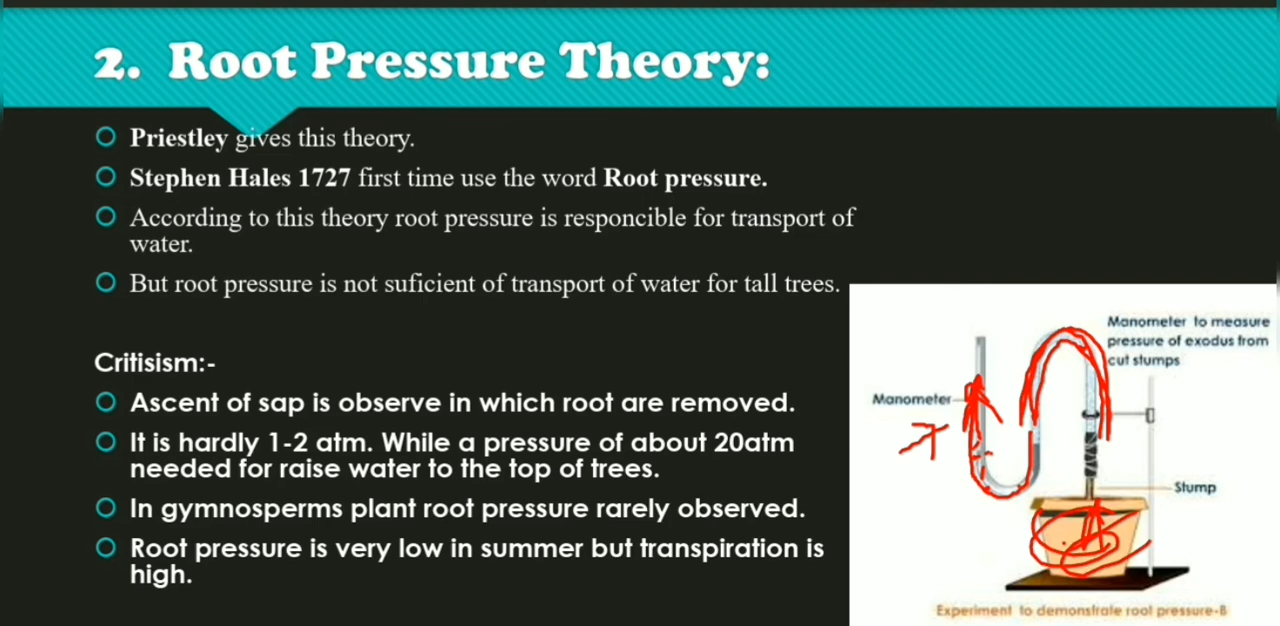 2. Root Pressure Theory:
Priestley gives this theory.
Stephen Hales 1727 first time use the word Root pressure.
According to this theory root pressure is responcible for transport of
water.
But root pressure is not suficient of transport of water for tall trees.
Critisism:-
Ascent of sap is observe in which root are removed.
It is hardly 1-2 atm. While a pressure of about 20atm
needed for raise water to the top of trees.
In gymnosperms plant root pressure rarely observed.
Root pressure is very low in summer but transpiration is
high.
Manometer to measure
pressure of exodus from
cut stumps
Manometer
Stump
Experiment to demonstrate root pressure-B